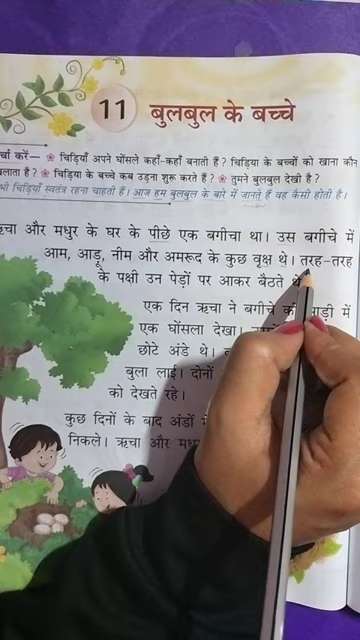 11 बुलबुल के बच्चे
र्चा करें— ❀ चिड़ियाँ अपने घोंसले कहाँ-कहाँ बनाती हैं? चिड़िया के बच्चों को खाना कौन
❀ चिड़िया के बच्चे कब उड़ना शुरू करते हैं? ❀ तुमने बुलबुल देखी है?
भी चिड़ियाँ स्वतंत्र रहना चाहती हैं। आज हम बुलबुल के बारे में जानते हैं वह कैसी होती है।
और मधुर के घर के पीछे एक बगीचा था। उस बगीचे में
आम, आड़ू, नीम और अमरूद के कुछ वृक्ष थे। तरह-तरह
के पक्षी उन पेड़ों पर आकर बैठते थे
एक दिन ऋचा ने बगीचे की झाड़ी में
एक घोंसला देखा।
छोटे अंडे थे।
बुला लाई। दोनों
को देखते रहे।
कुछ दिनों के बाद अंडों
निकले। ऋचा और मधु